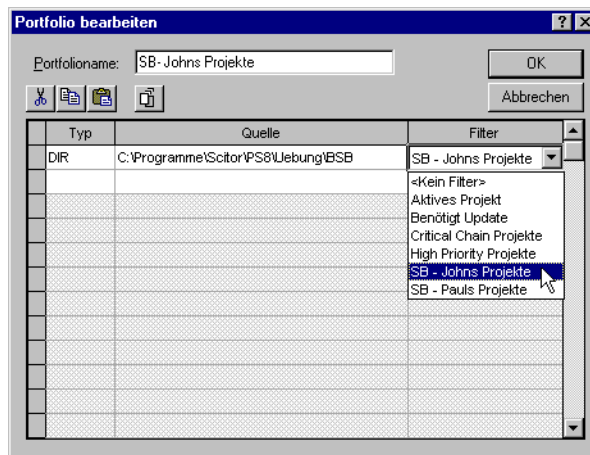 Portfolio bearbeiten
Portfolioname: SB- Johns Projekte
OK
Abbrechen
Typ Quelle Filter
DIR C:\Programme\Scitor\PS8\Uebung\BSB SB - Johns Projekte
<Kein Filter>
Aktives Projekt
Benötigt Update
Critical Chain Projekte
High Priority Projekte
SB - Johns Projekte
SB - Pauls Projekte